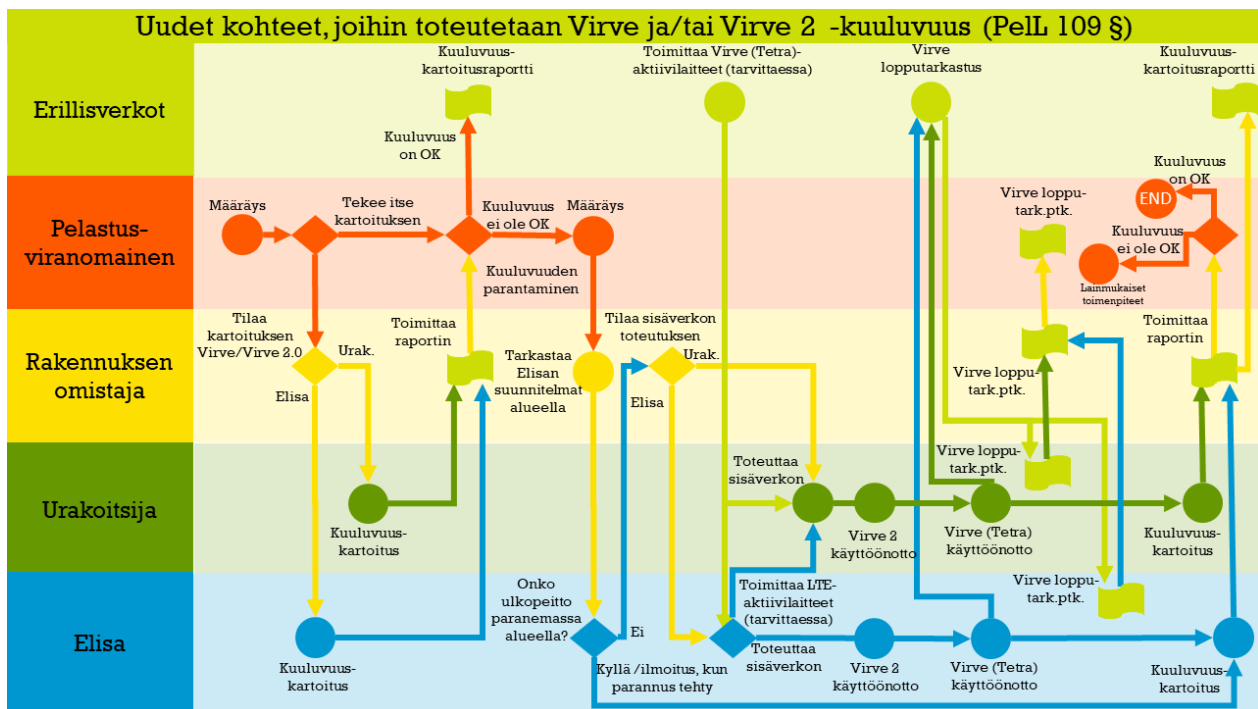 Uudet kohteet, joihin toteutetaan Virve ja/tai Virve 2 -kuuluvuus (PelL 109 §)
Erillisverkot
Kuuluvuus-
kartoitusraportti
Toimittaa Virve (Tetra)-
aktiivilaitteet (tarvittaessa)
Virve
lopputarkastus
Kuuluvuus-
kartoitusraportti
Kuuluvuus
on OK
Pelastus-
viranomainen
Määräys
Tekee itse
kartoituksen
Kuuluvuus
ei ole OK
Määräys
Kuuluvuuden
parantaminen
Virve loppu-
tark.ptk.
Kuuluvuus
on OK
END
Kuuluvuus
ei ole OK
Lainmukaiset
toimenpiteet
Rakennuksen
omistaja
Tilaa
kartoituksen
Virve/Virve 2.0
Urak.
Elisa
Toimittaa
raportin
Tarkastaa
Elisan
suunnitelmat
alueella
Tilaa sisäverkon
toteutuksen
Urak.
Elisa
Virve loppu-
tark.ptk.
Toimittaa
raportin
Urakoitsija
Kuuluvuus-
kartoitus
Toteuttaa
sisäverkon
Virve 2
käyttöönotto
Virve (Tetra)
käyttöönotto
Virve loppu-
tark.ptk.
Kuuluvuus-
kartoitus
Elisa
Kuuluvuus-
kartoitus
Onko
ulkopeitto
paranemassa
alueella?
Ei
Kyllä /ilmoitus, kun
parannus tehty
Toimittaa LTE-
aktiivilaitteet
(tarvittaessa)
Toteuttaa
sisäverkon
Virve 2
käyttöönotto
Virve (Tetra)
käyttöönotto
Virve loppu-
tark.ptk.
Kuuluvuus-
kartoitus